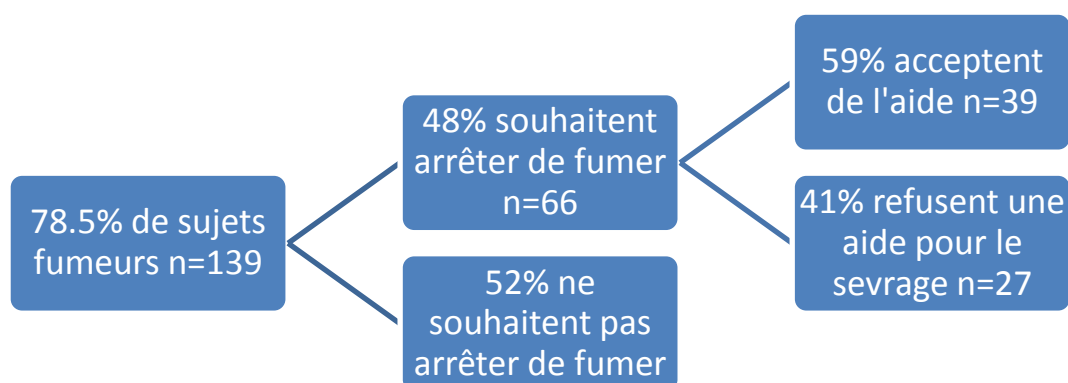 78.5% de sujets
fumeurs n=139
48% souhaitent
arrêter de fumer
n=66
52% ne
souhaitent pas
arrêter de fumer
59% acceptent
de l'aide n=39
41% refusent une
aide pour le
sevrage n=27